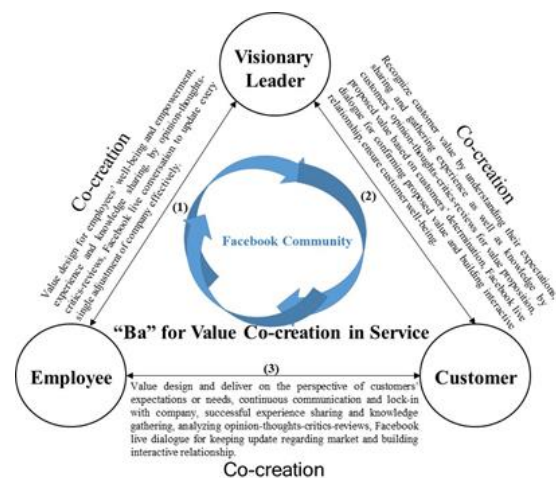 Visionary
Leader
Co-creation
Value design for employees' well-being and empowerment,
experience and knowledge sharing, by opinion-thoughts-
critics-reviews, Facebook live conversation to update every
single adjustment of company effectively.
(1)
Co-creation
Recognize customer value by understanding their expectations,
sharing and gathering experience as well as knowledge by
customers' opinion-thoughts-critics-reviews for value proposition,
proposed value based on customers' determination, Facebook live
dialogue for confirming proposed value and building interactive
relationship, ensure customer well-being.
(2)
Facebook Community
"Ba" for Value Co-creation in Service
Employee
(3)
Customer
Value design and deliver on the perspective of customers'
expectations or needs, continuous communication and lock-in
with company, successful experience sharing and knowledge
gathering, analyzing opinion-thoughts-critics-reviews, Facebook
live dialogue for keeping update regarding market and building
interactive relationship.
Co-creation